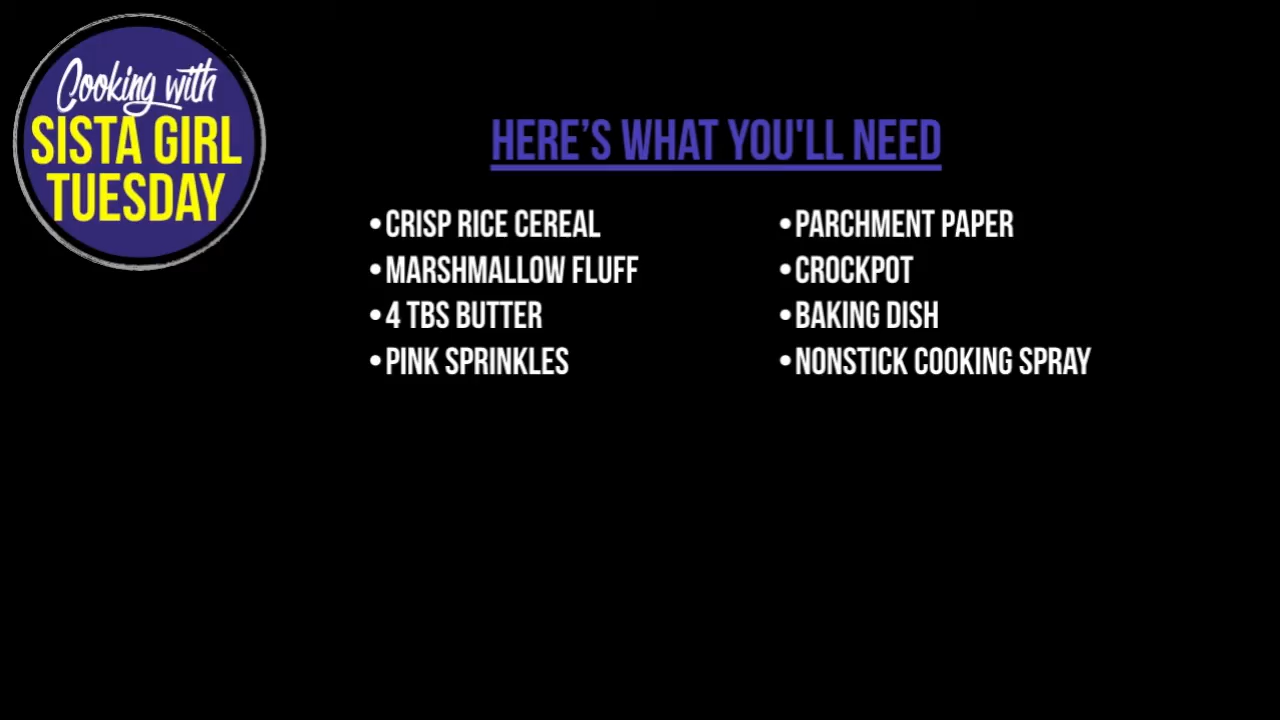 Cooking with
SISTA GIRL
TUESDAY
HERE'S WHAT YOU'LL NEED
•CRISP RICE CEREAL
•MARSHMALLOW FLUFF
•4 TBS BUTTER
•PINK SPRINKLES
•PARCHMENT PAPER
•CROCKPOT
•BAKING DISH
•NONSTICK COOKING SPRAY